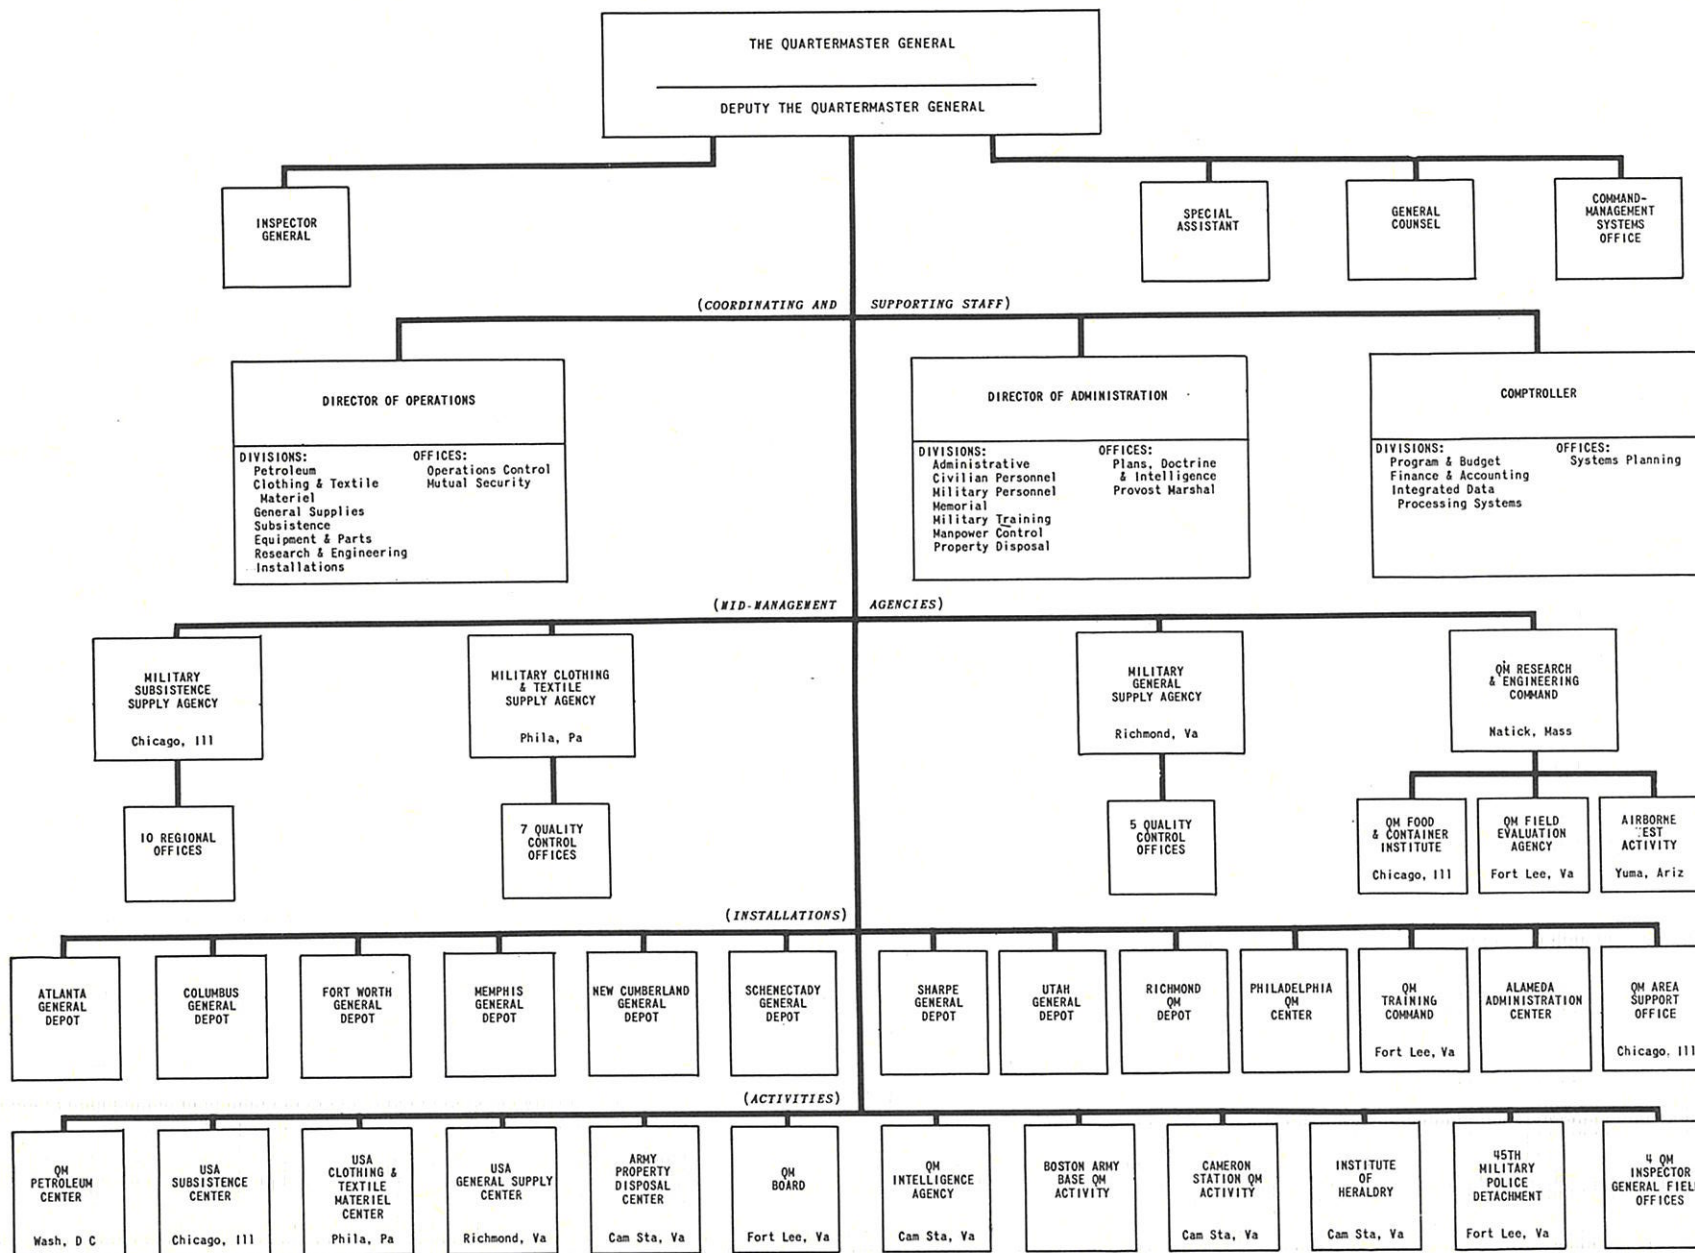 THE QUARTERMASTER GENERAL
DEPUTY THE QUARTERMASTER GENERAL
INSPECTOR
GENERAL
SPECIAL
ASSISTANT
GENERAL
COUNSEL
COMMAND-
MANAGEMENT
SYSTEMS
OFFICE
(COORDINATING AND SUPPORTING STAFF)
DIRECTOR OF OPERATIONS
DIVISIONS:
Petroleum
Clothing & Textile
Materiel
General Supplies
Subsistence
Equipment & Parts
Research & Engineering
Installations
OFFICES:
Operations Control
Mutual Security
DIRECTOR OF ADMINISTRATION
DIVISIONS:
Administrative
Civilian Personnel
Military Personnel
Memorial
Military Training
Manpower Control
Property Disposal
OFFICES:
Plans, Doctrine
& Intelligence
Provost Marshal
COMPTROLLER
DIVISIONS:
Program & Budget
Finance & Accounting
Integrated Data
Processing Systems
OFFICES:
Systems Planning
(MID-MANAGEMENT AGENCIES)
MILITARY
SUBSISTENCE
SUPPLY AGENCY
Chicago, Ill
MILITARY CLOTHING
& TEXTILE
SUPPLY AGENCY
Phila, Pa
MILITARY
GENERAL
SUPPLY AGENCY
Richmond, Va
QM RESEARCH
& ENGINEERING
COMMAND
Natick, Mass
10 REGIONAL
OFFICES
7 QUALITY
CONTROL
OFFICES
5 QUALITY
CONTROL
OFFICES
QM FOOD
& CONTAINER
INSTITUTE
Chicago, Ill
QM FIELD
EVALUATION
AGENCY
Fort Lee, Va
AIRBORNE
EST
ACTIVITY
Yuma, Ariz
(INSTALLATIONS)
ATLANTA
GENERAL
DEPOT
COLUMBUS
GENERAL
DEPOT
FORT WORTH
GENERAL
DEPOT
MEMPHIS
GENERAL
DEPOT
NEW CUMBERLAND
GENERAL
DEPOT
SCHENECTADY
GENERAL
DEPOT
SHARPE
GENERAL
DEPOT
UTAH
GENERAL
DEPOT
RICHMOND
QM
DEPOT
PHILADELPHIA
QM
CENTER
QM
TRAINING
COMMAND
Fort Lee, Va
ALAMEDA
ADMINISTRATION
CENTER
QM AREA
SUPPORT
OFFICE
Chicago, Ill
(ACTIVITIES)
QM
PETROLEUM
CENTER
Wash, D C
USA
SUBSISTENCE
CENTER
Chicago, Ill
USA
CLOTHING &
TEXTILE
MATERIEL
CENTER
Phila, Pa
USA
GENERAL SUPPLY
CENTER
Richmond, Va
ARMY
PROPERTY
DISPOSAL
CENTER
Cam Sta, Va
QM
BOARD
Fort Lee, Va
QM
INTELLIGENCE
AGENCY
Cam Sta, Va
BOSTON ARMY
BASE QM
ACTIVITY
CAMERON
STATION QM
ACTIVITY
Cam Sta, Va
INSTITUTE
OF
HERALDRY
Cam Sta, Va
45TH
MILITARY
POLICE
DETACHMENT
Fort Lee, Va
4 QM
INSPECTOR
GENERAL FIELD
OFFICES